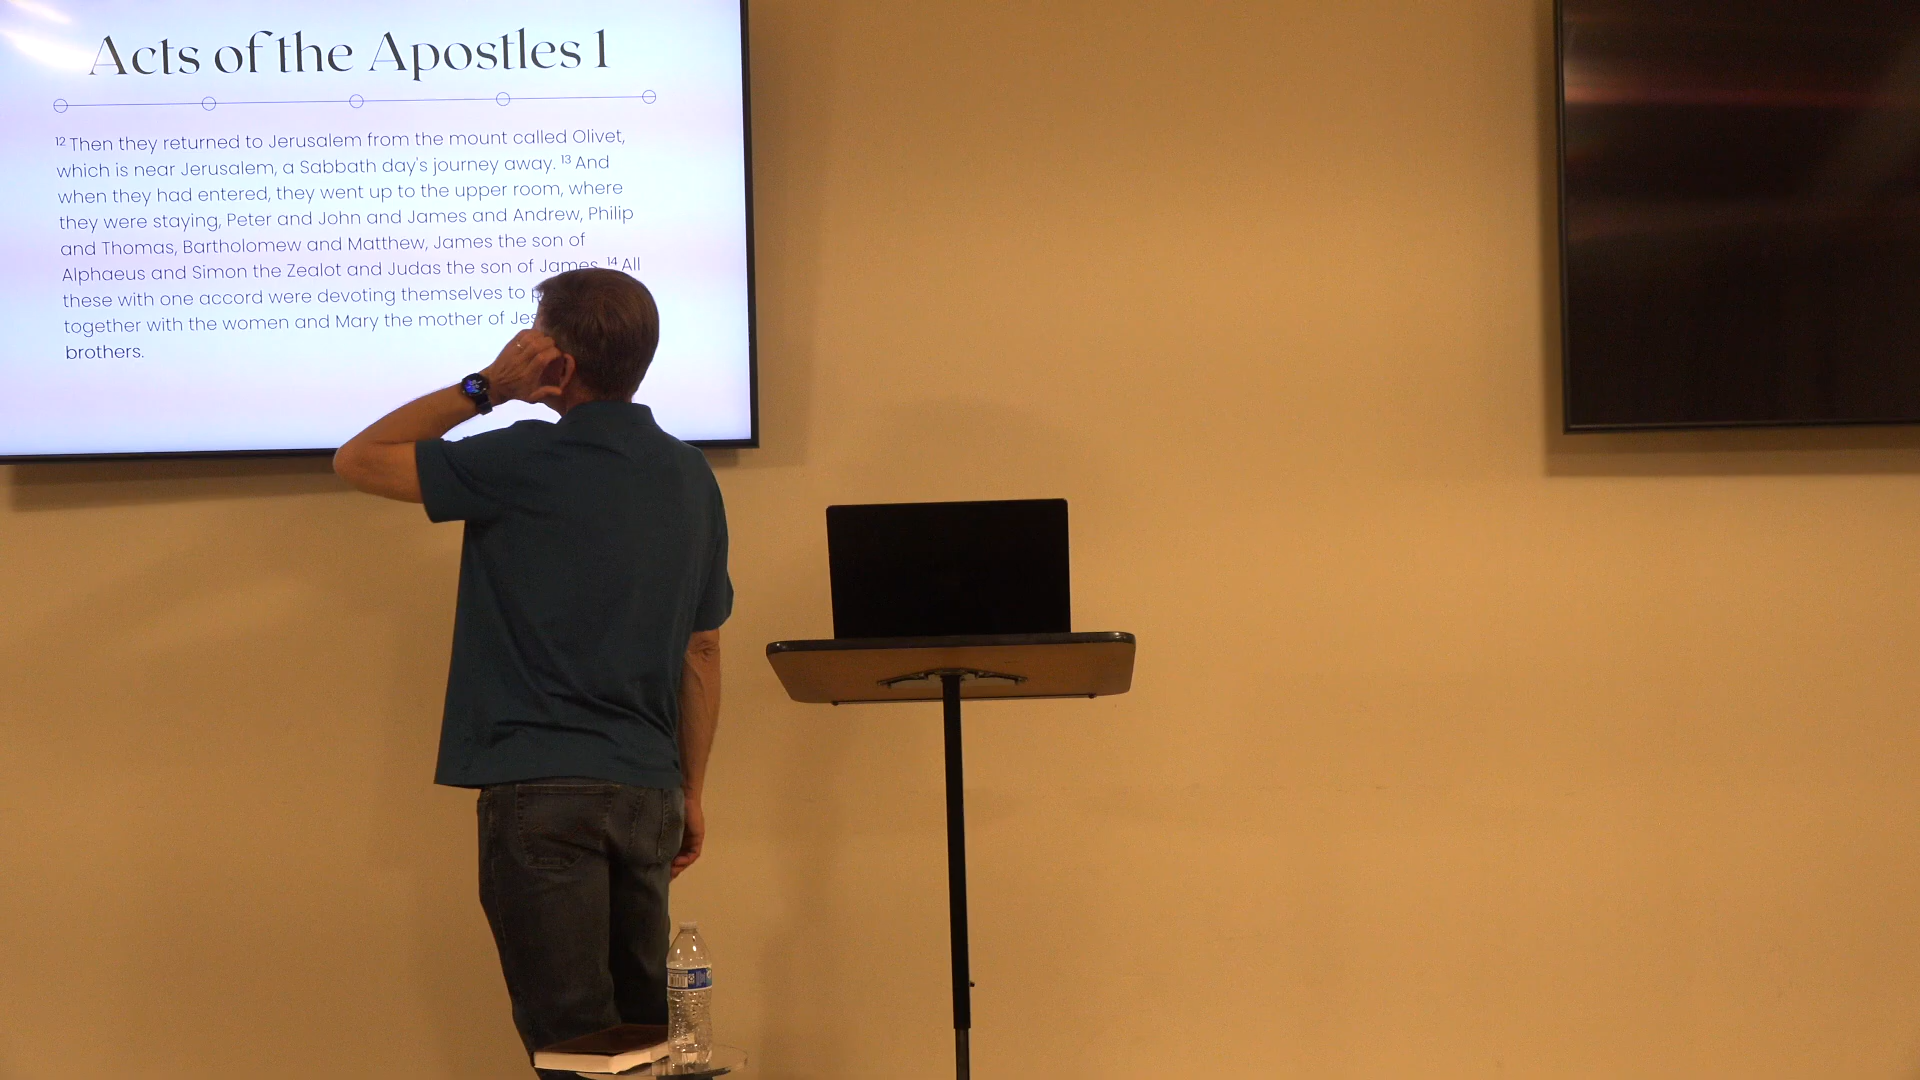 Acts of the Apostles 1
12 Then they returned to Jerusalem from the mount called Olivet,
which is near Jerusalem, a Sabbath day's journey away. 13 And
when they had entered, they went up to the upper room, where
they were staying, Peter and John and James and Andrew, Philip
and Thomas, Bartholomew and Matthew, James the son of
Alphaeus and Simon the Zealot and Judas the son of James. 14 All
these with one accord were devoting themselves to
together with the women and Mary the mother of
brothers.